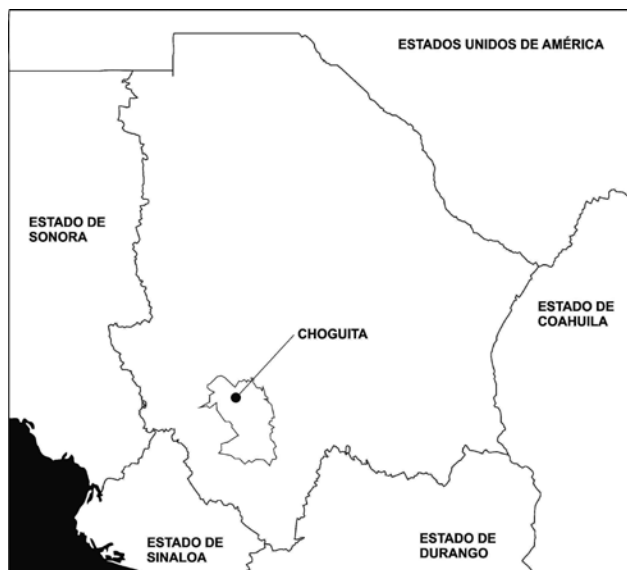 ESTADOS UNIDOS DE AMÉRICA
ESTADO DE
SONORA
ESTADO DE
COAHUILA
CHOGUITA
ESTADO DE
SINALOA
ESTADO DE
DURANGO